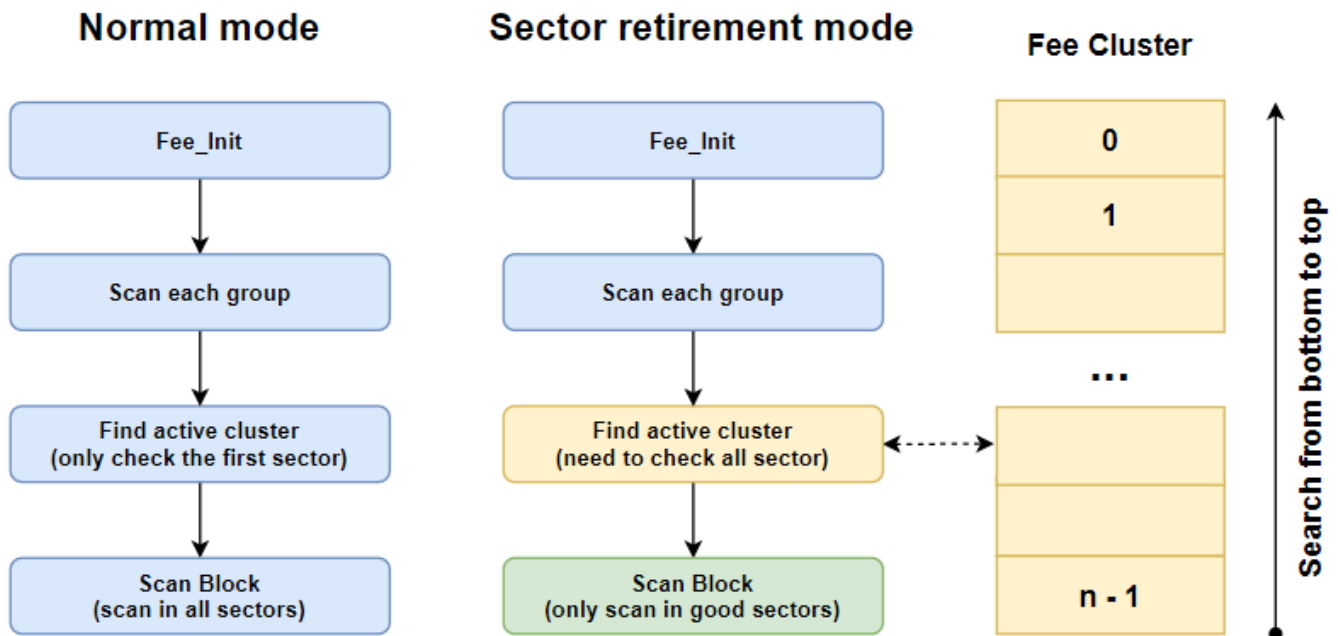 Normal mode
Fee_Init
Scan each group
Find active cluster
(only check the first sector)
Scan Block
(scan in all sectors)
Sector retirement mode
Fee_Init
Scan each group
Find active cluster
(need to check all sector)
Scan Block
(only scan in good sectors)
Fee Cluster
0
1
...
n - 1
Search from bottom to top